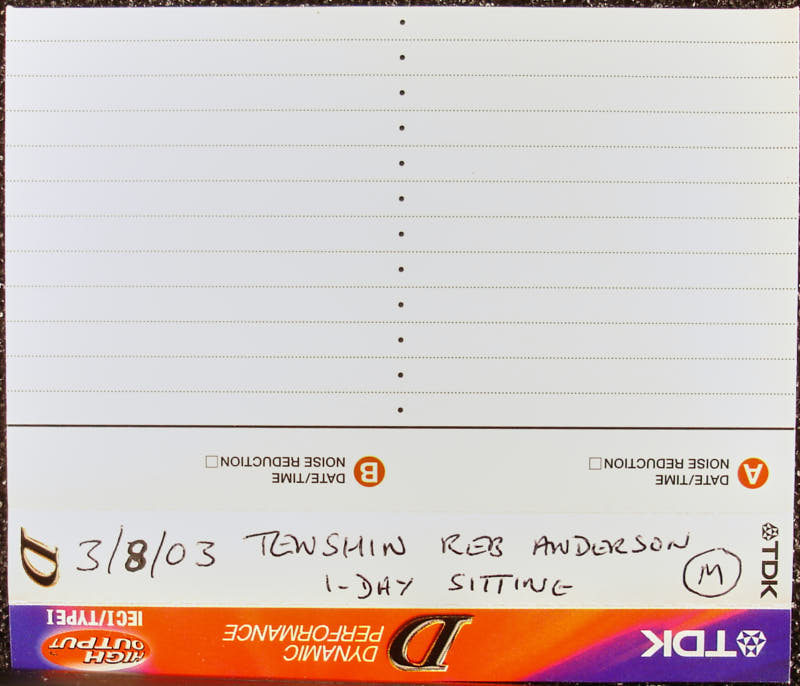 A DATE/TIME
NOISE REDUCTION
B DATE/TIME
NOISE REDUCTION
D
3/8/03 TENSHIN REB ANDERSON
1-DAY SITTING
M
TDK
TDK
D DYNAMIC
PERFORMANCE
HIGH
OUTPUT
IECI/TYPEI